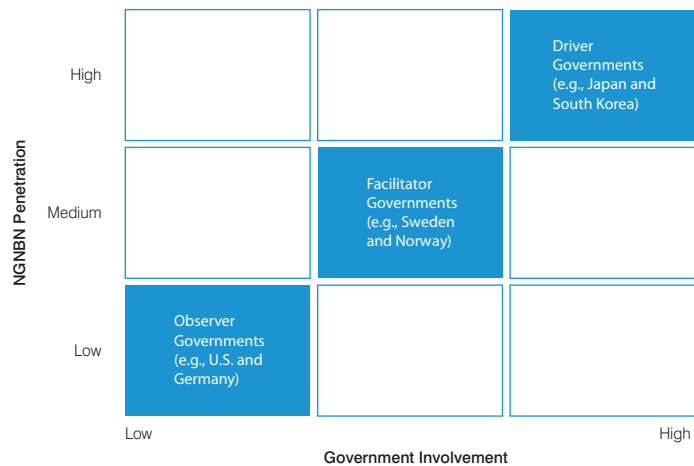 High
Driver
Governments
(e.g., Japan and
South Korea)
NGNBN Penetration
Medium
Facilitator
Governments
(e.g., Sweden
and Norway)
Low
Observer
Governments
(e.g., U.S. and
Germany)
Low
High
Government Involvement